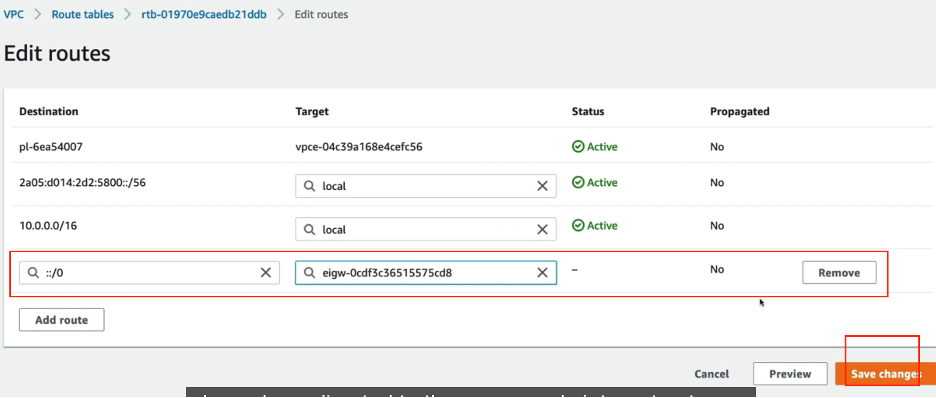 VPC > Route tables > rtb-01970e9caedb21ddb > Edit routes
Edit routes
Destination Target Status Propagated
pl-6ea54007 vpce-04c39a168e4cefc56 Active No
2a05:d014:2d2:5800::/56 local Active No
10.0.0.0/16 local Active No
::/0 eigw-0cdf3c36515575cd8 – No Remove
Add route
Cancel Preview Save changes